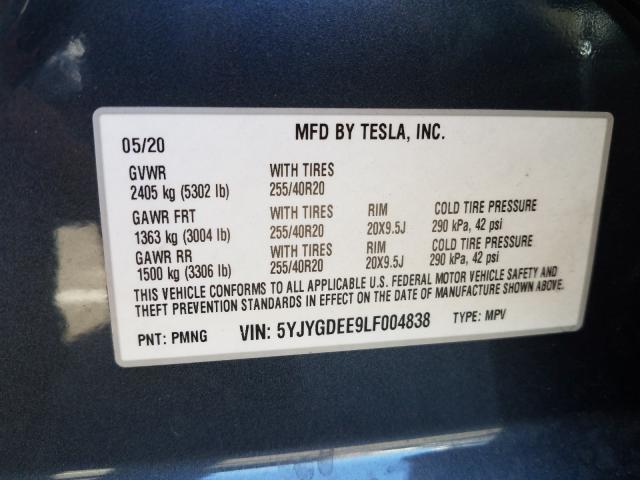 MFD BY TESLA, INC.
05/20
GVWR WITH TIRES
2405 kg (5302 lb) 255/40R20
GAWR FRT WITH TIRES RIM COLD TIRE PRESSURE
1363 kg (3004 lb) 255/40R20 20X9.5J 290 kPa, 42 psi
GAWR RR WITH TIRES RIM COLD TIRE PRESSURE
1500 kg (3306 lb) 255/40R20 20X9.5J 290 kPa, 42 psi
THIS VEHICLE CONFORMS TO ALL APPLICABLE U.S. FEDERAL MOTOR VEHICLE SAFETY AND
THEFT PREVENTION STANDARDS IN EFFECT ON THE DATE OF MANUFACTURE SHOWN ABOVE.
PNT: PMNG VIN: 5YJYGDEE9LF004838 TYPE: MPV